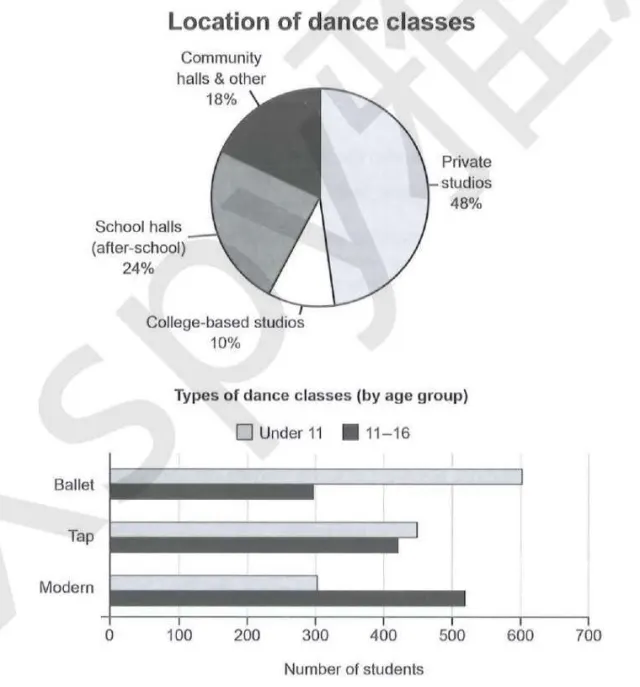 Location of dance classes
Community
halls & other
18%
Private
studios
48%
School halls
(after-school)
24%
College-based studios
10%
Types of dance classes (by age group)
Under 11
11–16
Ballet
Tap
Modern
0
100
200
300
400
500
600
700
Number of students